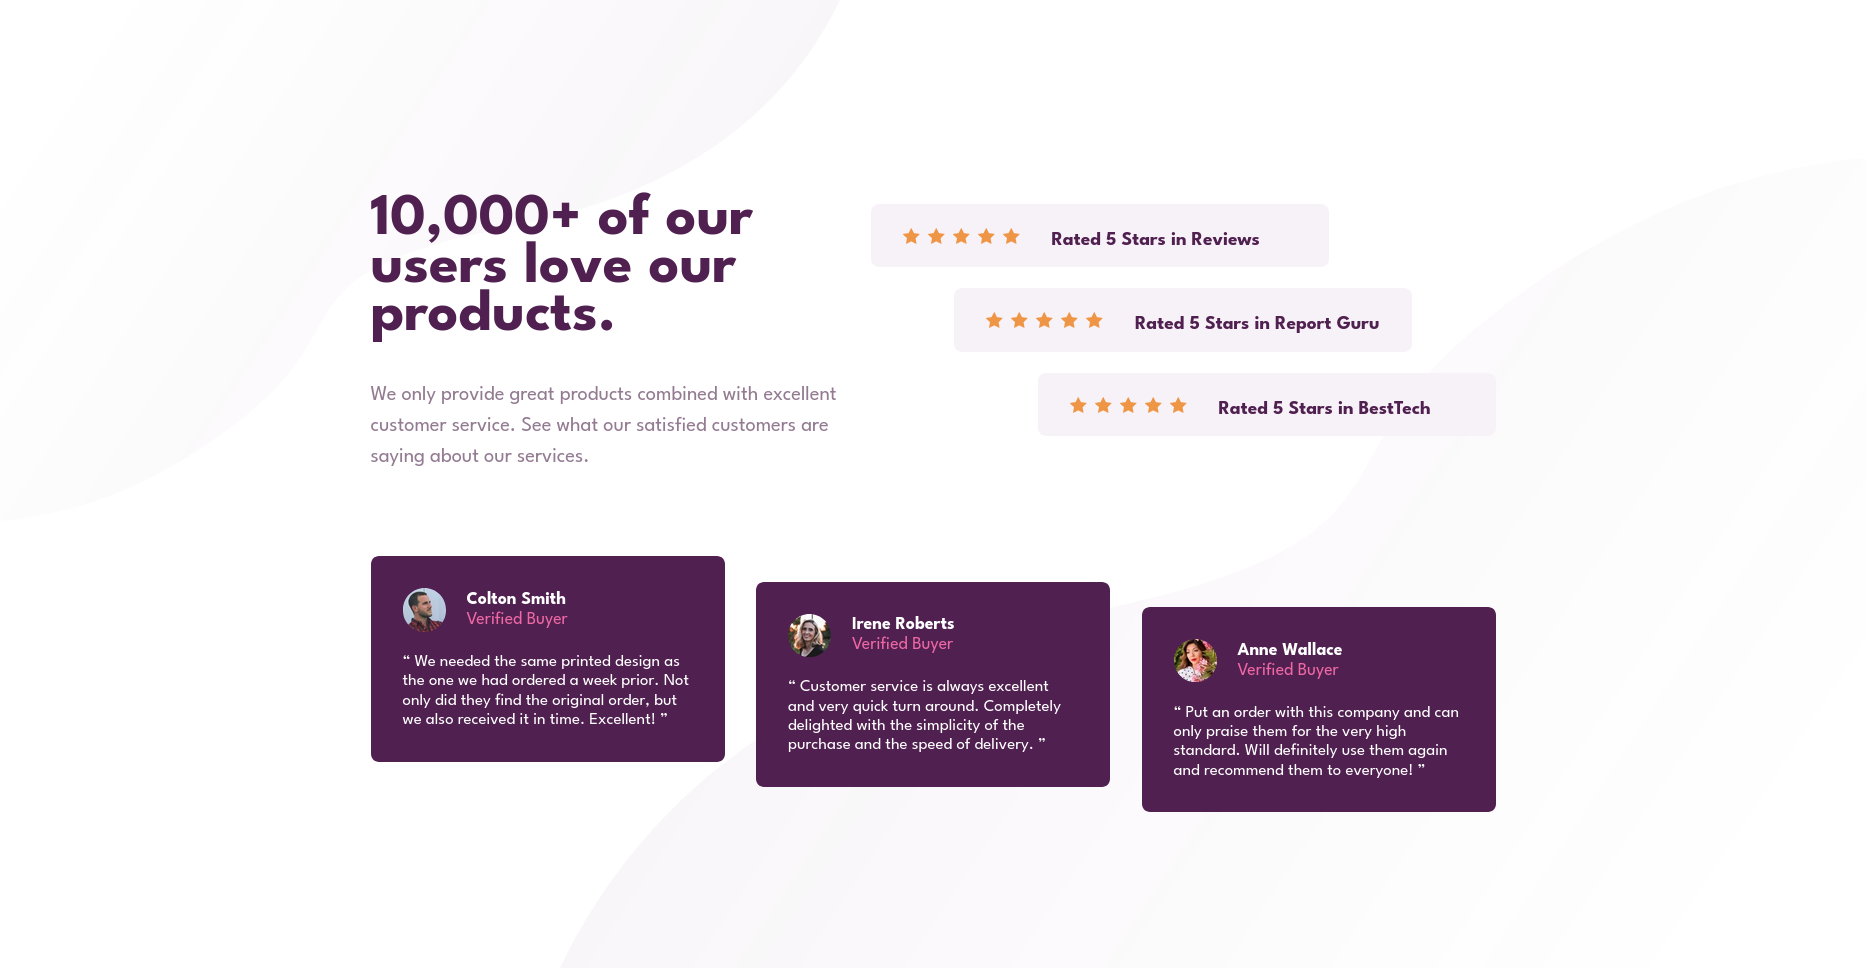 10,000+ of our
users love our
products.
We only provide great products combined with excellent
customer service. See what our satisfied customers are
saying about our services.
Rated 5 Stars in Reviews
Rated 5 Stars in Report Guru
Rated 5 Stars in BestTech
Colton Smith
Verified Buyer
“ We needed the same printed design as
the one we had ordered a week prior. Not
only did they find the original order, but
we also received it in time. Excellent! ”
Irene Roberts
Verified Buyer
“ Customer service is always excellent
and very quick turn around. Completely
delighted with the simplicity of the
purchase and the speed of delivery. ”
Anne Wallace
Verified Buyer
“ Put an order with this company and can
only praise them for the very high
standard. Will definitely use them again
and recommend them to everyone! ”